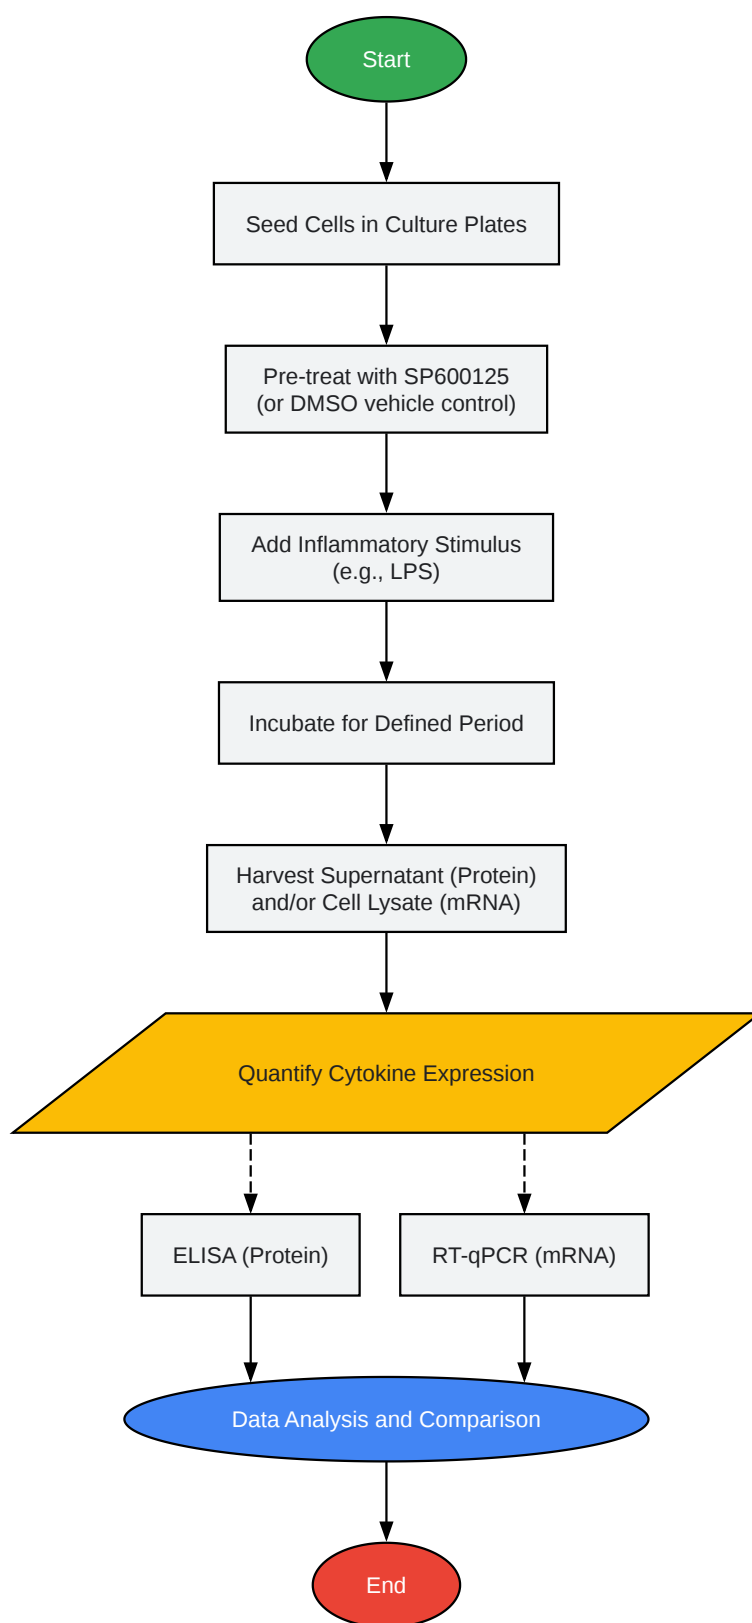 Start
Seed Cells in Culture Plates
Pre-treat with SP600125
(or DMSO vehicle control)
Add Inflammatory Stimulus
(e.g., LPS)
Incubate for Defined Period
Harvest Supernatant (Protein)
and/or Cell Lysate (mRNA)
Quantify Cytokine Expression
ELISA (Protein)
RT-qPCR (mRNA)
Data Analysis and Comparison
End